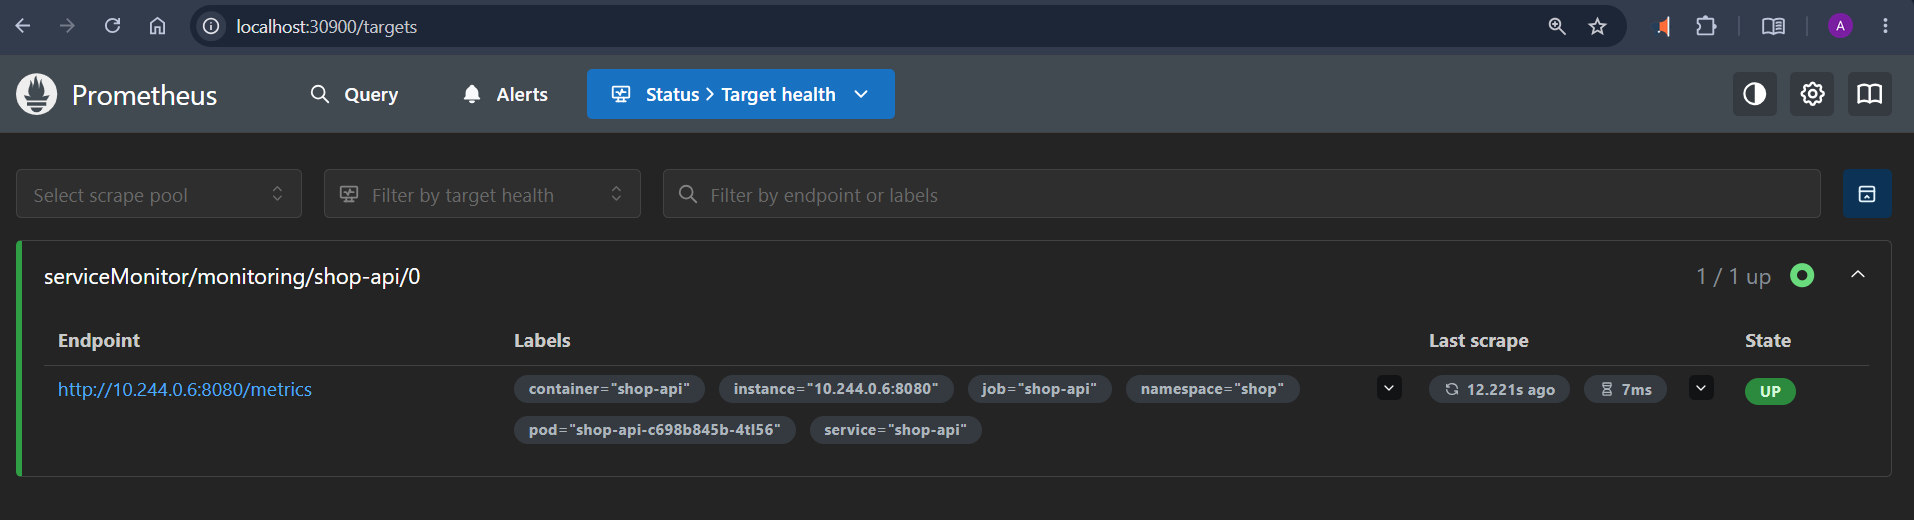 localhost:30900/targets
A
Prometheus Query Alerts Status > Target health
Select scrape pool Filter by target health Filter by endpoint or labels
serviceMonitor/monitoring/shop-api/0 1 / 1 up
Endpoint Labels Last scrape State
http://10.244.0.6:8080/metrics container="shop-api" instance="10.244.0.6:8080" job="shop-api" namespace="shop" 12.221s ago 7ms UP
pod="shop-api-c698b845b-4tl56" service="shop-api"